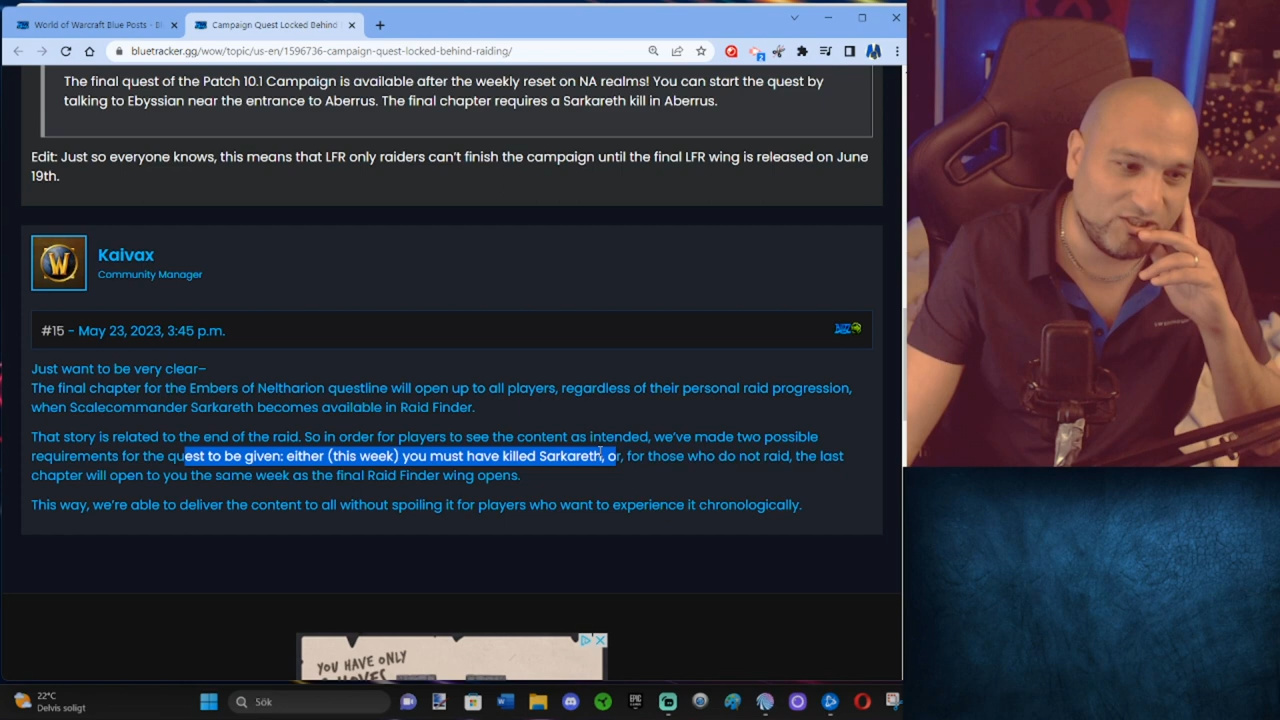 World of Warcraft Blue Posts - Bl
Campaign Quest Locked Behind
bluetracker.gg/wow/topic/us-en/1596736-campaign-quest-locked-behind-raiding/
The final quest of the Patch 10.1 Campaign is available after the weekly reset on NA realms! You can start the quest by
talking to Ebyssian near the entrance to Aberrus. The final chapter requires a Sarkareth kill in Aberrus.
Edit: Just so everyone knows, this means that LFR only raiders can't finish the campaign until the final LFR wing is released on June
19th.
Kaivax
Community Manager
#15 - May 23, 2023, 3:45 p.m.
Just want to be very clear–
The final chapter for the Embers of Neltharion questline will open up to all players, regardless of their personal raid progression,
when Scalecommander Sarkareth becomes available in Raid Finder.
That story is related to the end of the raid. So in order for players to see the content as intended, we've made two possible
requirements for the quest to be given: either (this week) you must have killed Sarkareth, or, for those who do not raid, the last
chapter will open to you the same week as the final Raid Finder wing opens.
This way, we're able to deliver the content to all without spoiling it for players who want to experience it chronologically.
YOU HAVE ONLY
22°C
Delvis soligt
Sök